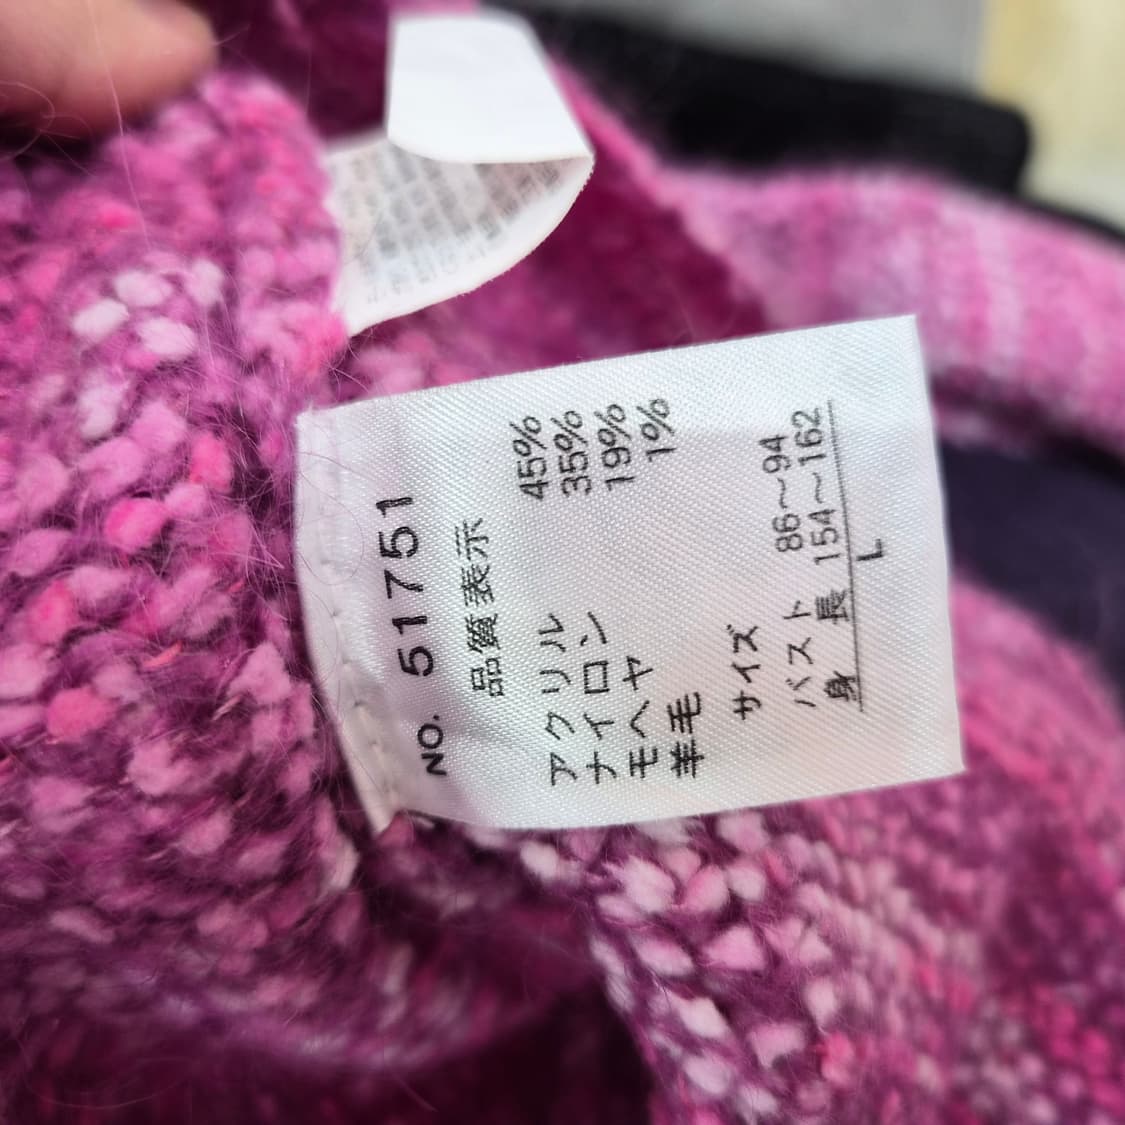 NO. 51751
品質表示
アクリル 45%
ナイロン 35%
モヘヤ 19%
羊毛 1%
サイズ
バスト 86～94
身長 154～162
L